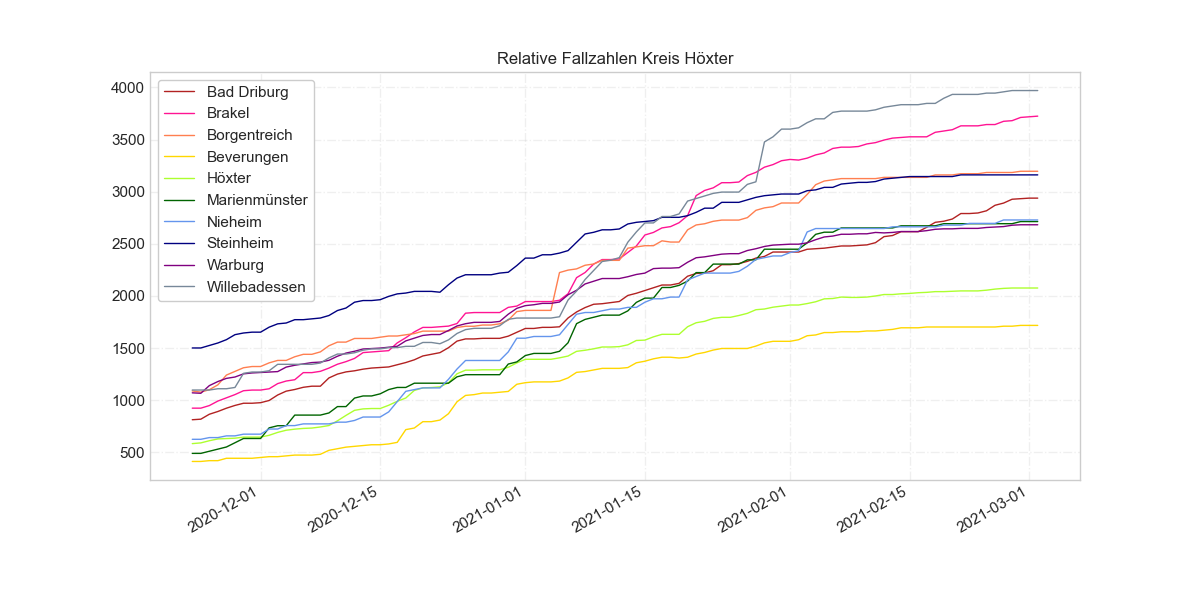 Relative Fallzahlen Kreis Höxter
4000
3500
3000
2500
2000
1500
1000
500
Bad Driburg
Brakel
Borgentreich
Beverungen
Höxter
Marienmünster
Nieheim
Steinheim
Warburg
Willebadessen
2020-12-01
2020-12-15
2021-01-01
2021-01-15
2021-02-01
2021-02-15
2021-03-01